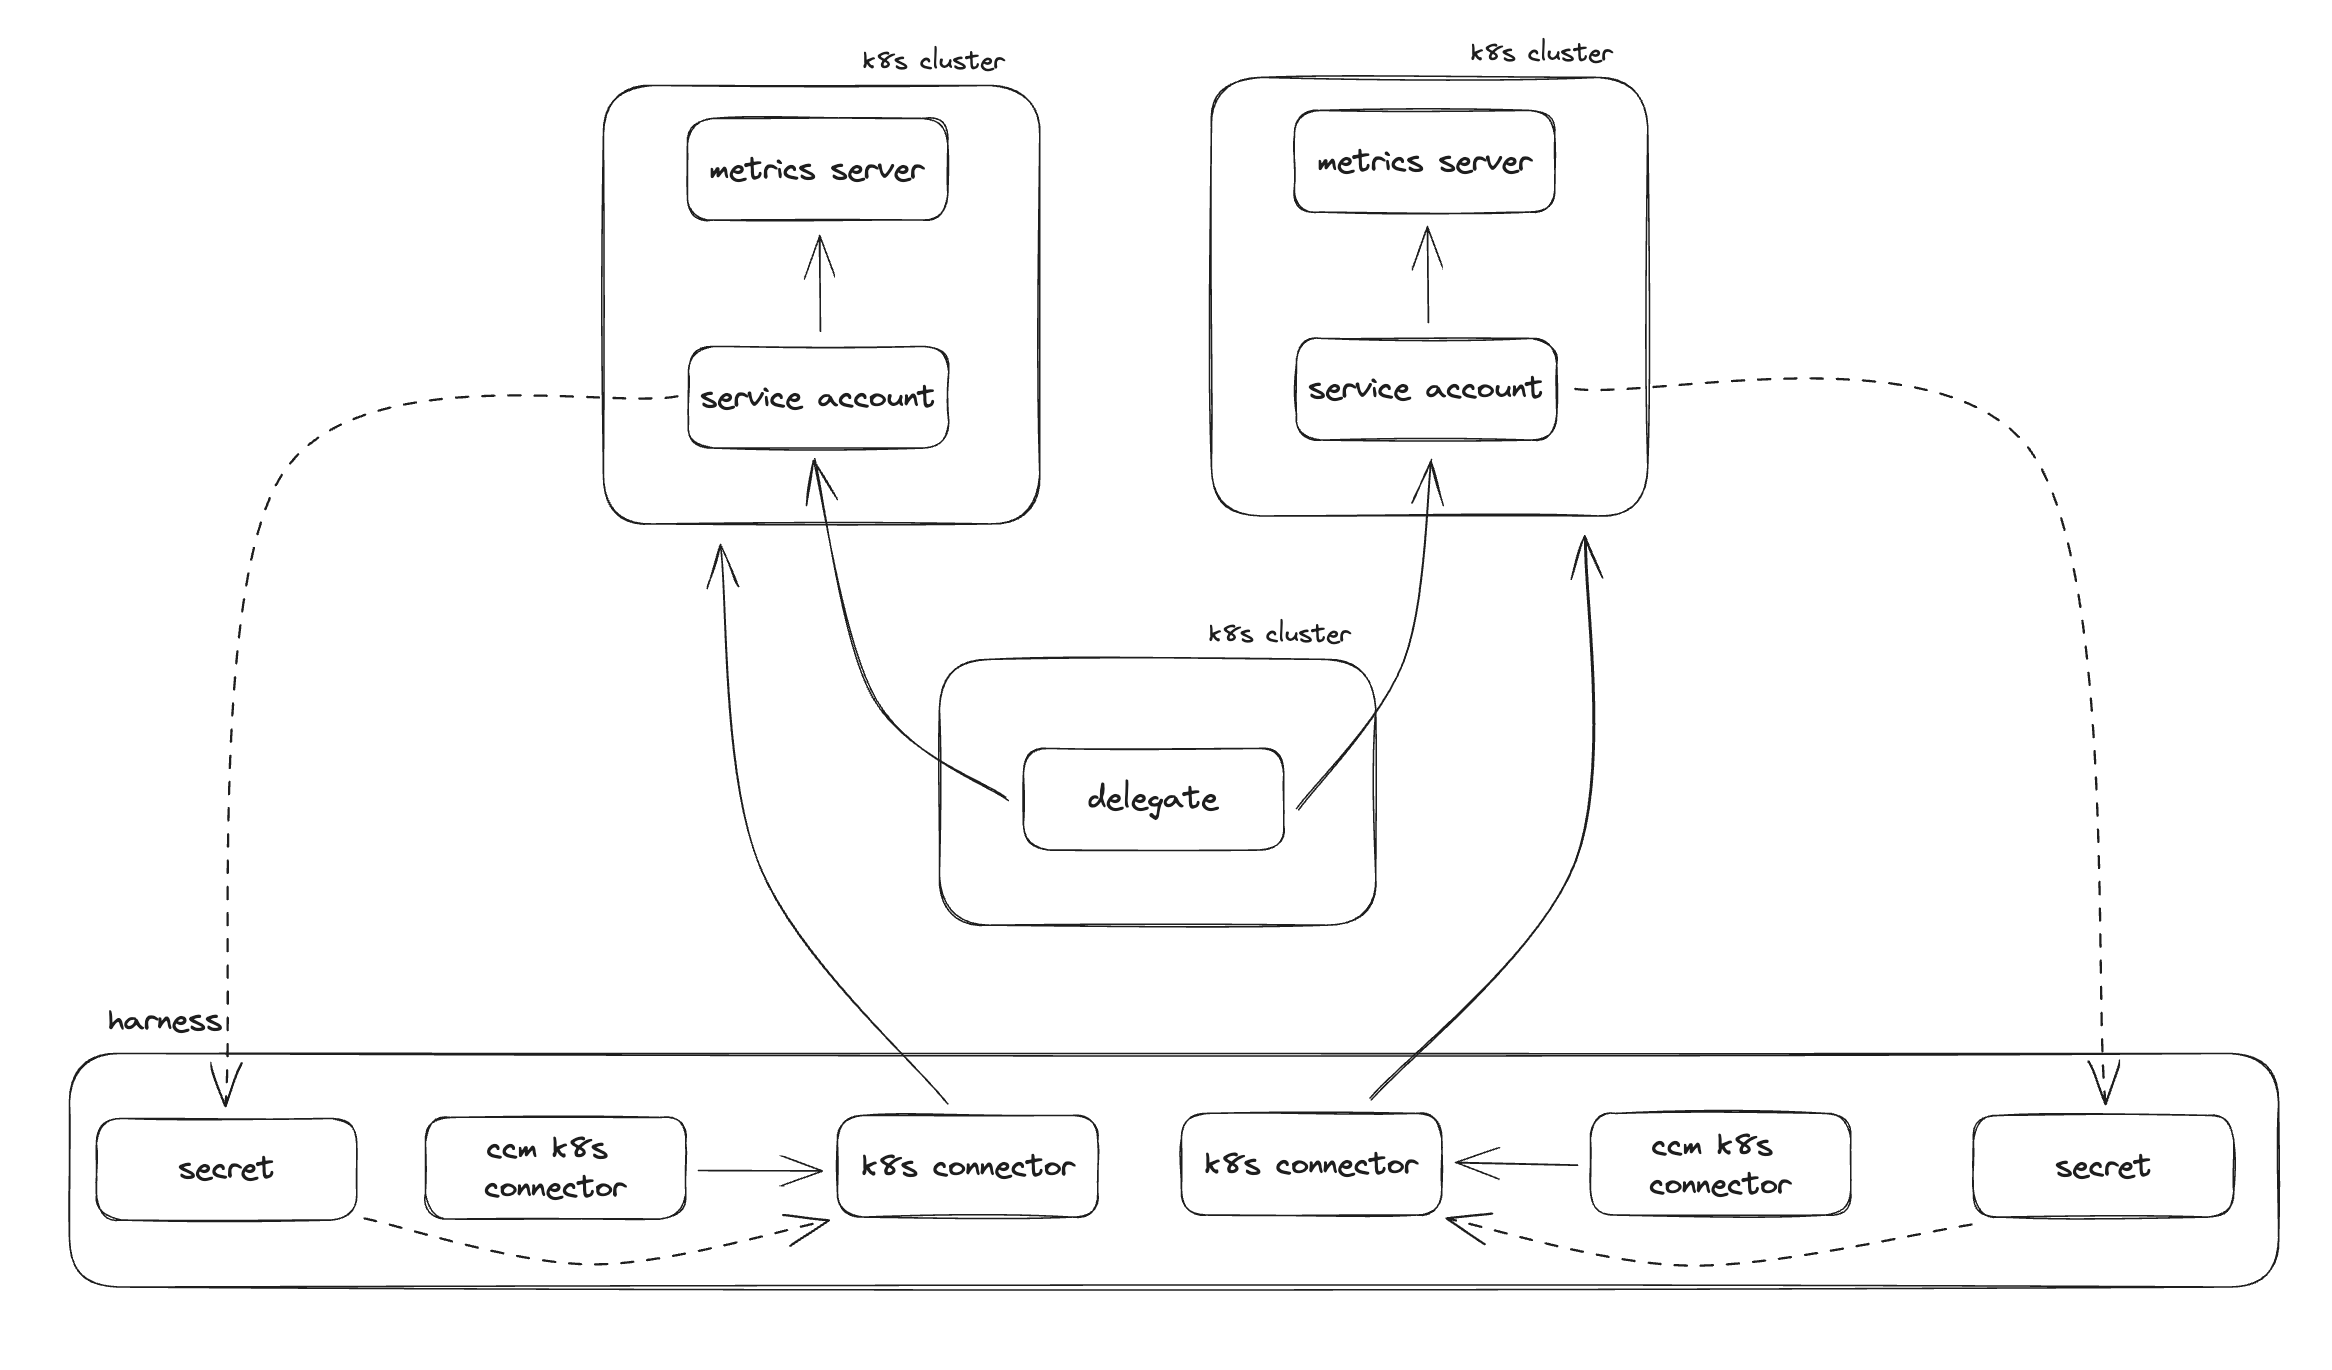 k8s cluster
k8s cluster
metrics server
metrics server
service account
service account
k8s cluster
delegate
harness
secret
ccm k8s
connector
k8s connector
k8s connector
ccm k8s
connector
secret